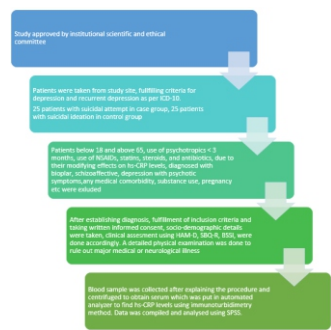 Study approved by institutional scientific and ethical
committee
Patients were taken from study site, fullfilling criteria for
depression and recurrent depression as per ICD-10.
25 patients with suicidal attempt in case group, 25 patients
with suicidal ideation in control group
Patients below 18 and above 65, use of psychotropics < 3
months, use of NSAIDs, statins, steroids, and antibiotics, due to
their modifying effects on hs-CRP levels, diagnosed with
bioplar, schizoaffective, depression with psychotic
symptoms,any medical comorbidity, substance use, pregnancy
etc were exluded
After establishing diagnosis, fulfillment of inclusion criteria and
taking written informed consent, socio-demographic details
were taken, clinical assesment using HAM-D, SBQ-R, BSSI, were
done accordingly. A detailed physical examination was done to
rule out major medical or neurological illness
Blood sample was collected after explaining the procedure and
centifuged to obtain serum which was put in automated
analyzer to find hs-CRP levels using immunoturbidimetry
method. Data was compiled and analysed using SPSS.